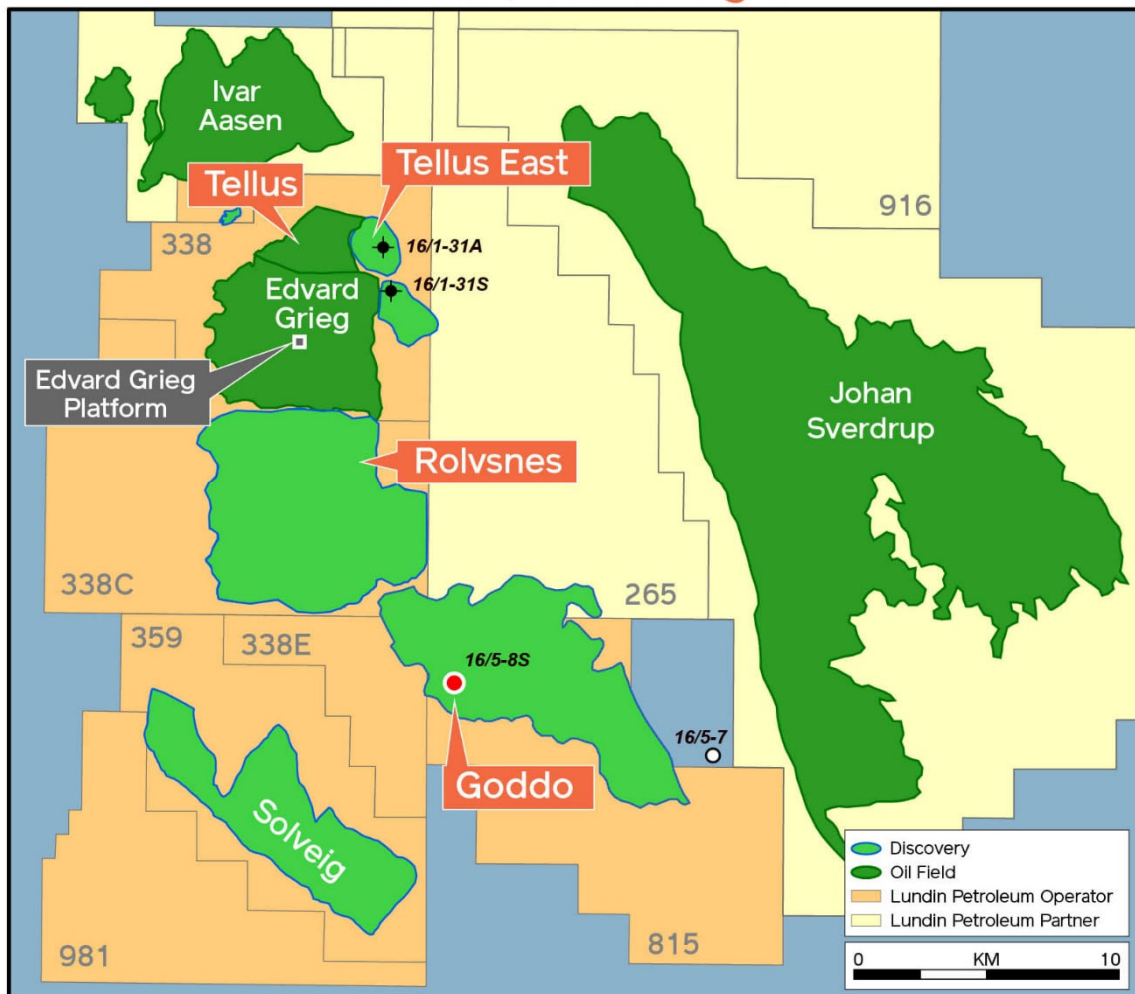 Ivar
Aasen
Tellus
Tellus East
916
338
16/1-31A
16/1-31S
Edvard
Grieg
Edvard Grieg
Platform
Johan
Sverdrup
Rolvsnes
338C
265
359
338E
16/5-8S
16/5-7
Goddo
Solveig
Discovery
Oil Field
Lundin Petroleum Operator
Lundin Petroleum Partner
981
815
0 KM 10